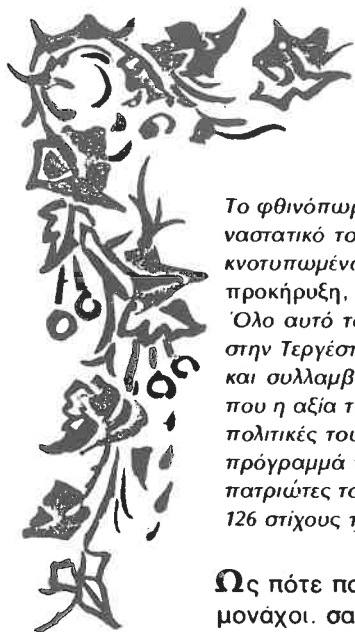 Το φθινόπωρ
ναστατικό το
κνοτυπωμένο
προκήρυξη,
Όλο αυτό το
στην Τεργέστ
και συλλαμβ
που η αξία τ
πολιτικές του
πρόγραμμά τ
πατριώτες το
126 στίχους τ
Ως πότε πα
μονάχοι. σα